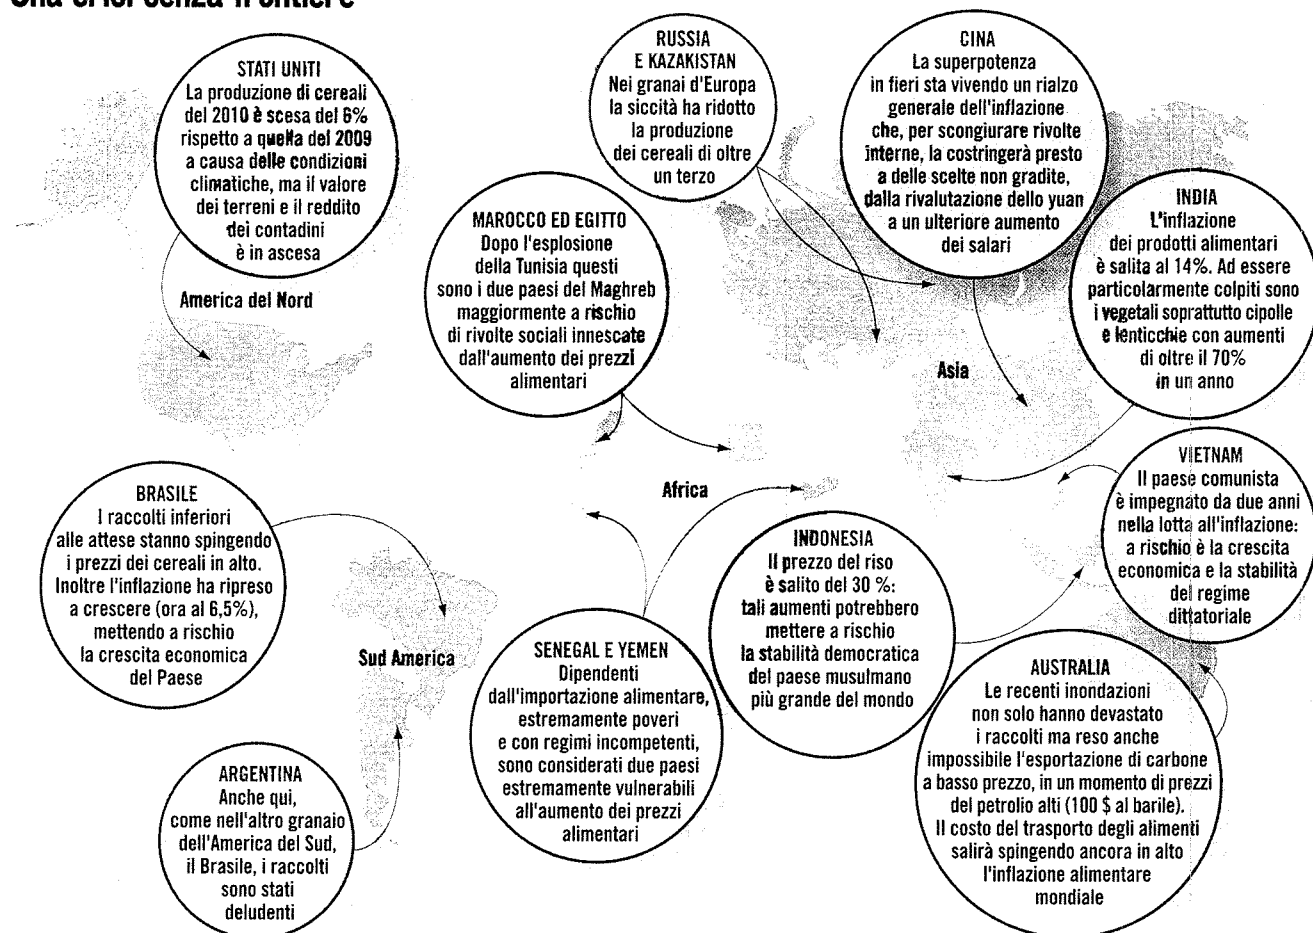 Una crisi senza frontiere
STATI UNITI
La produzione di cereali
del 2010 è scesa del 6%
rispetto a quella del 2009
a causa delle condizioni
climatiche, ma il valore
dei terreni e il reddito
dei contadini
è in ascesa
America del Nord
RUSSIA
E KAZAKISTAN
Nei granai d'Europa
la siccità ha ridotto
la produzione
dei cereali di oltre
un terzo
CINA
La superpotenza
in fieri sta vivendo un rialzo
generale dell'inflazione
che, per scongiurare rivolte
interne, la costringerà presto
a delle scelte non gradite,
dalla rivalutazione dello yuan
a un ulteriore aumento
dei salari
MAROCCO ED EGITTO
Dopo l'esplosione
della Tunisia questi
sono i due paesi del Maghreb
maggiormente a rischio
di rivolte sociali innescate
dall'aumento dei prezzi
alimentari
INDIA
L'inflazione
dei prodotti alimentari
è salita al 14%. Ad essere
particolarmente colpiti sono
i vegetali soprattutto cipolle
e lenticchie con aumenti
di oltre il 70%
in un anno
Asia
Africa
VIETNAM
Il paese comunista
è impegnato da due anni
nella lotta all'inflazione:
a rischio è la crescita
economica e la stabilità
del regime
dittatoriale
BRASILE
I raccolti inferiori
alle attese stanno spingendo
i prezzi dei cereali in alto.
Inoltre l'inflazione ha ripreso
a crescere (ora al 6,5%),
mettendo a rischio
la crescita economica
del Paese
Sud America
INDONESIA
Il prezzo del riso
è salito del 30 %:
tali aumenti potrebbero
mettere a rischio
la stabilità democratica
del paese musulmano
più grande del mondo
SENEGAL E YEMEN
Dipendenti
dall'importazione alimentare,
estremamente poveri
e con regimi incompetenti,
sono considerati due paesi
estremamente vulnerabili
all'aumento dei prezzi
alimentari
AUSTRALIA
Le recenti inondazioni
non solo hanno devastato
i raccolti ma reso anche
impossibile l'esportazione di carbone
a basso prezzo, in un momento di prezzi
del petrolio alti (100 $ al barile).
Il costo del trasporto degli alimenti
salirà spingendo ancora in alto
l'inflazione alimentare
mondiale
ARGENTINA
Anche qui,
come nell'altro granaio
dell'America del Sud,
il Brasile, i raccolti
sono stati
deludenti